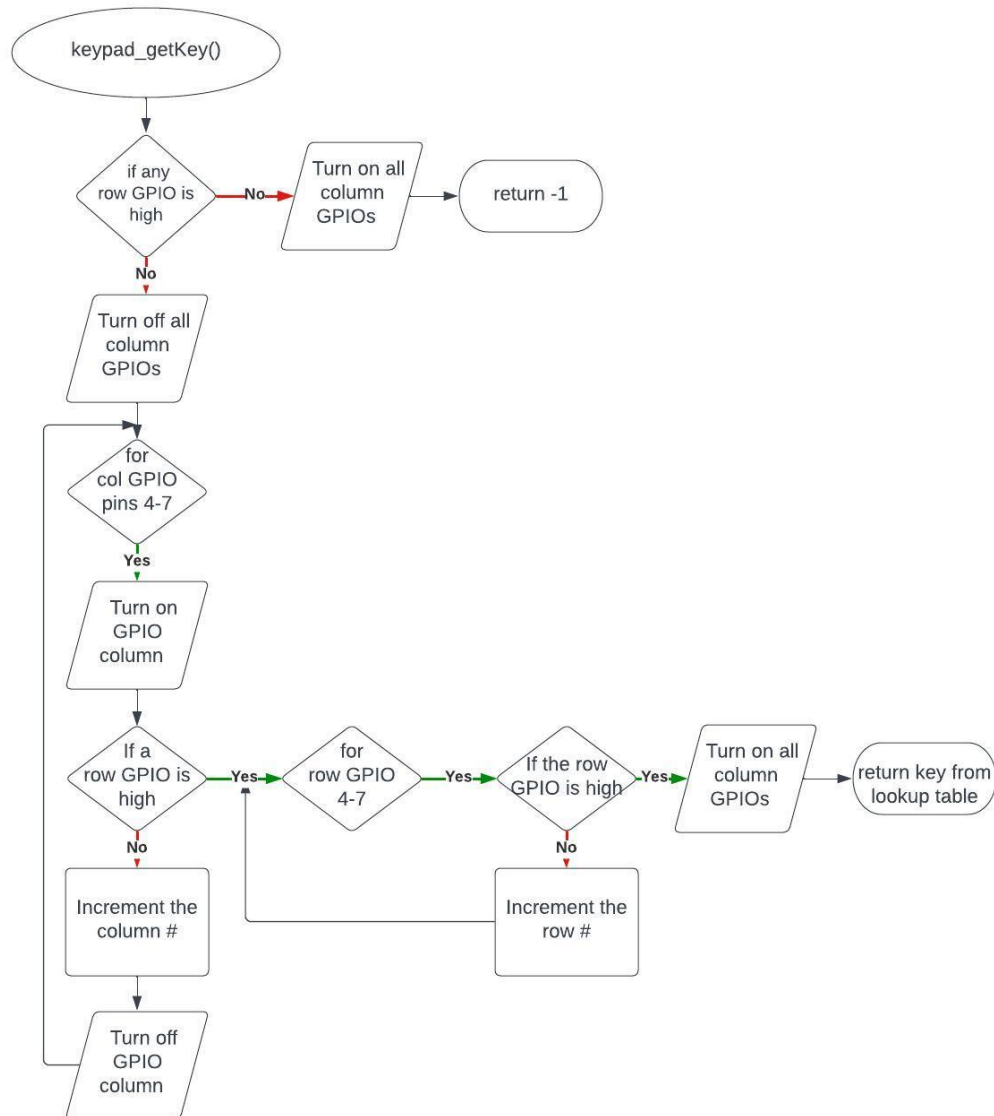 keypad_getKey()
if any
row GPIO is
high
No
Turn on all
column
GPIOs
return -1
No
Turn off all
column
GPIOs
for
col GPIO
pins 4-7
Yes
Turn on
GPIO
column
If a
row GPIO is
high
Yes
for
row GPIO
4-7
Yes
If the row
GPIO is high
Yes
Turn on all
column
GPIOs
return key from
lookup table
No
Increment the
column #
No
Increment the
row #
Turn off
GPIO
column